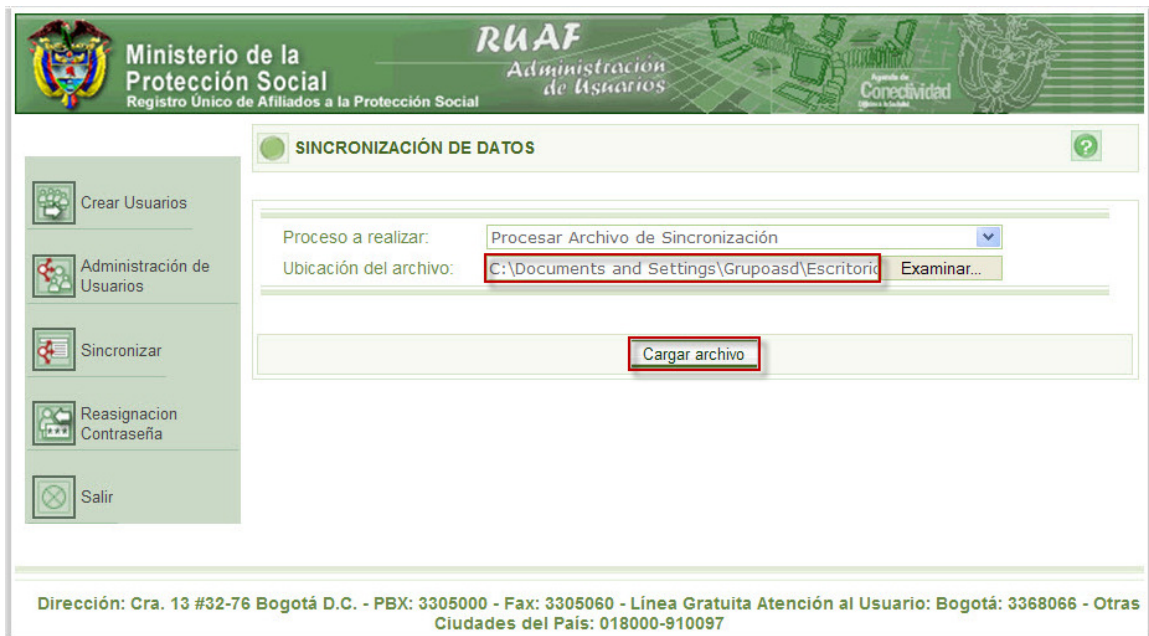 Ministerio de la
Protección Social
Registro Único de Afiliados a la Protección Social
RUAF
Administración
de Usuarios
Agenda de
Conectividad
SINCRONIZACIÓN DE DATOS
?
Crear Usuarios
Administración de
Usuarios
Sincronizar
Reasignacion
Contraseña
Salir
Proceso a realizar: Procesar Archivo de Sincronización
Ubicación del archivo: C:\Documents and Settings\Grupoasd\Escritorio Examinar...
Cargar archivo
Dirección: Cra. 13 #32-76 Bogotá D.C. - PBX: 3305000 - Fax: 3305060 - Línea Gratuita Atención al Usuario: Bogotá: 3368066 - Otras
Ciudades del País: 018000-910097